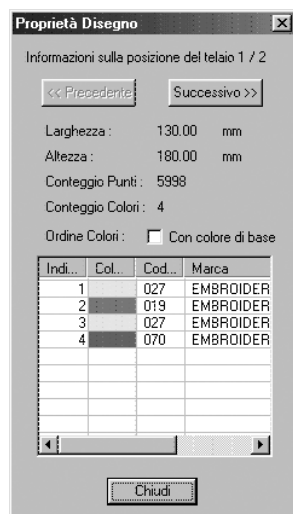 Proprietà Disegno
Informazioni sulla posizione del telaio 1 / 2
<< Precedente Successivo >>
Larghezza : 130.00 mm
Altezza : 180.00 mm
Conteggio Punti : 5998
Conteggio Colori : 4
Ordine Colori : Con colore di base
Indi... Col... Cod... Marca
1 027 EMBROIDER
2 019 EMBROIDER
3 027 EMBROIDER
4 070 EMBROIDER
Chiudi